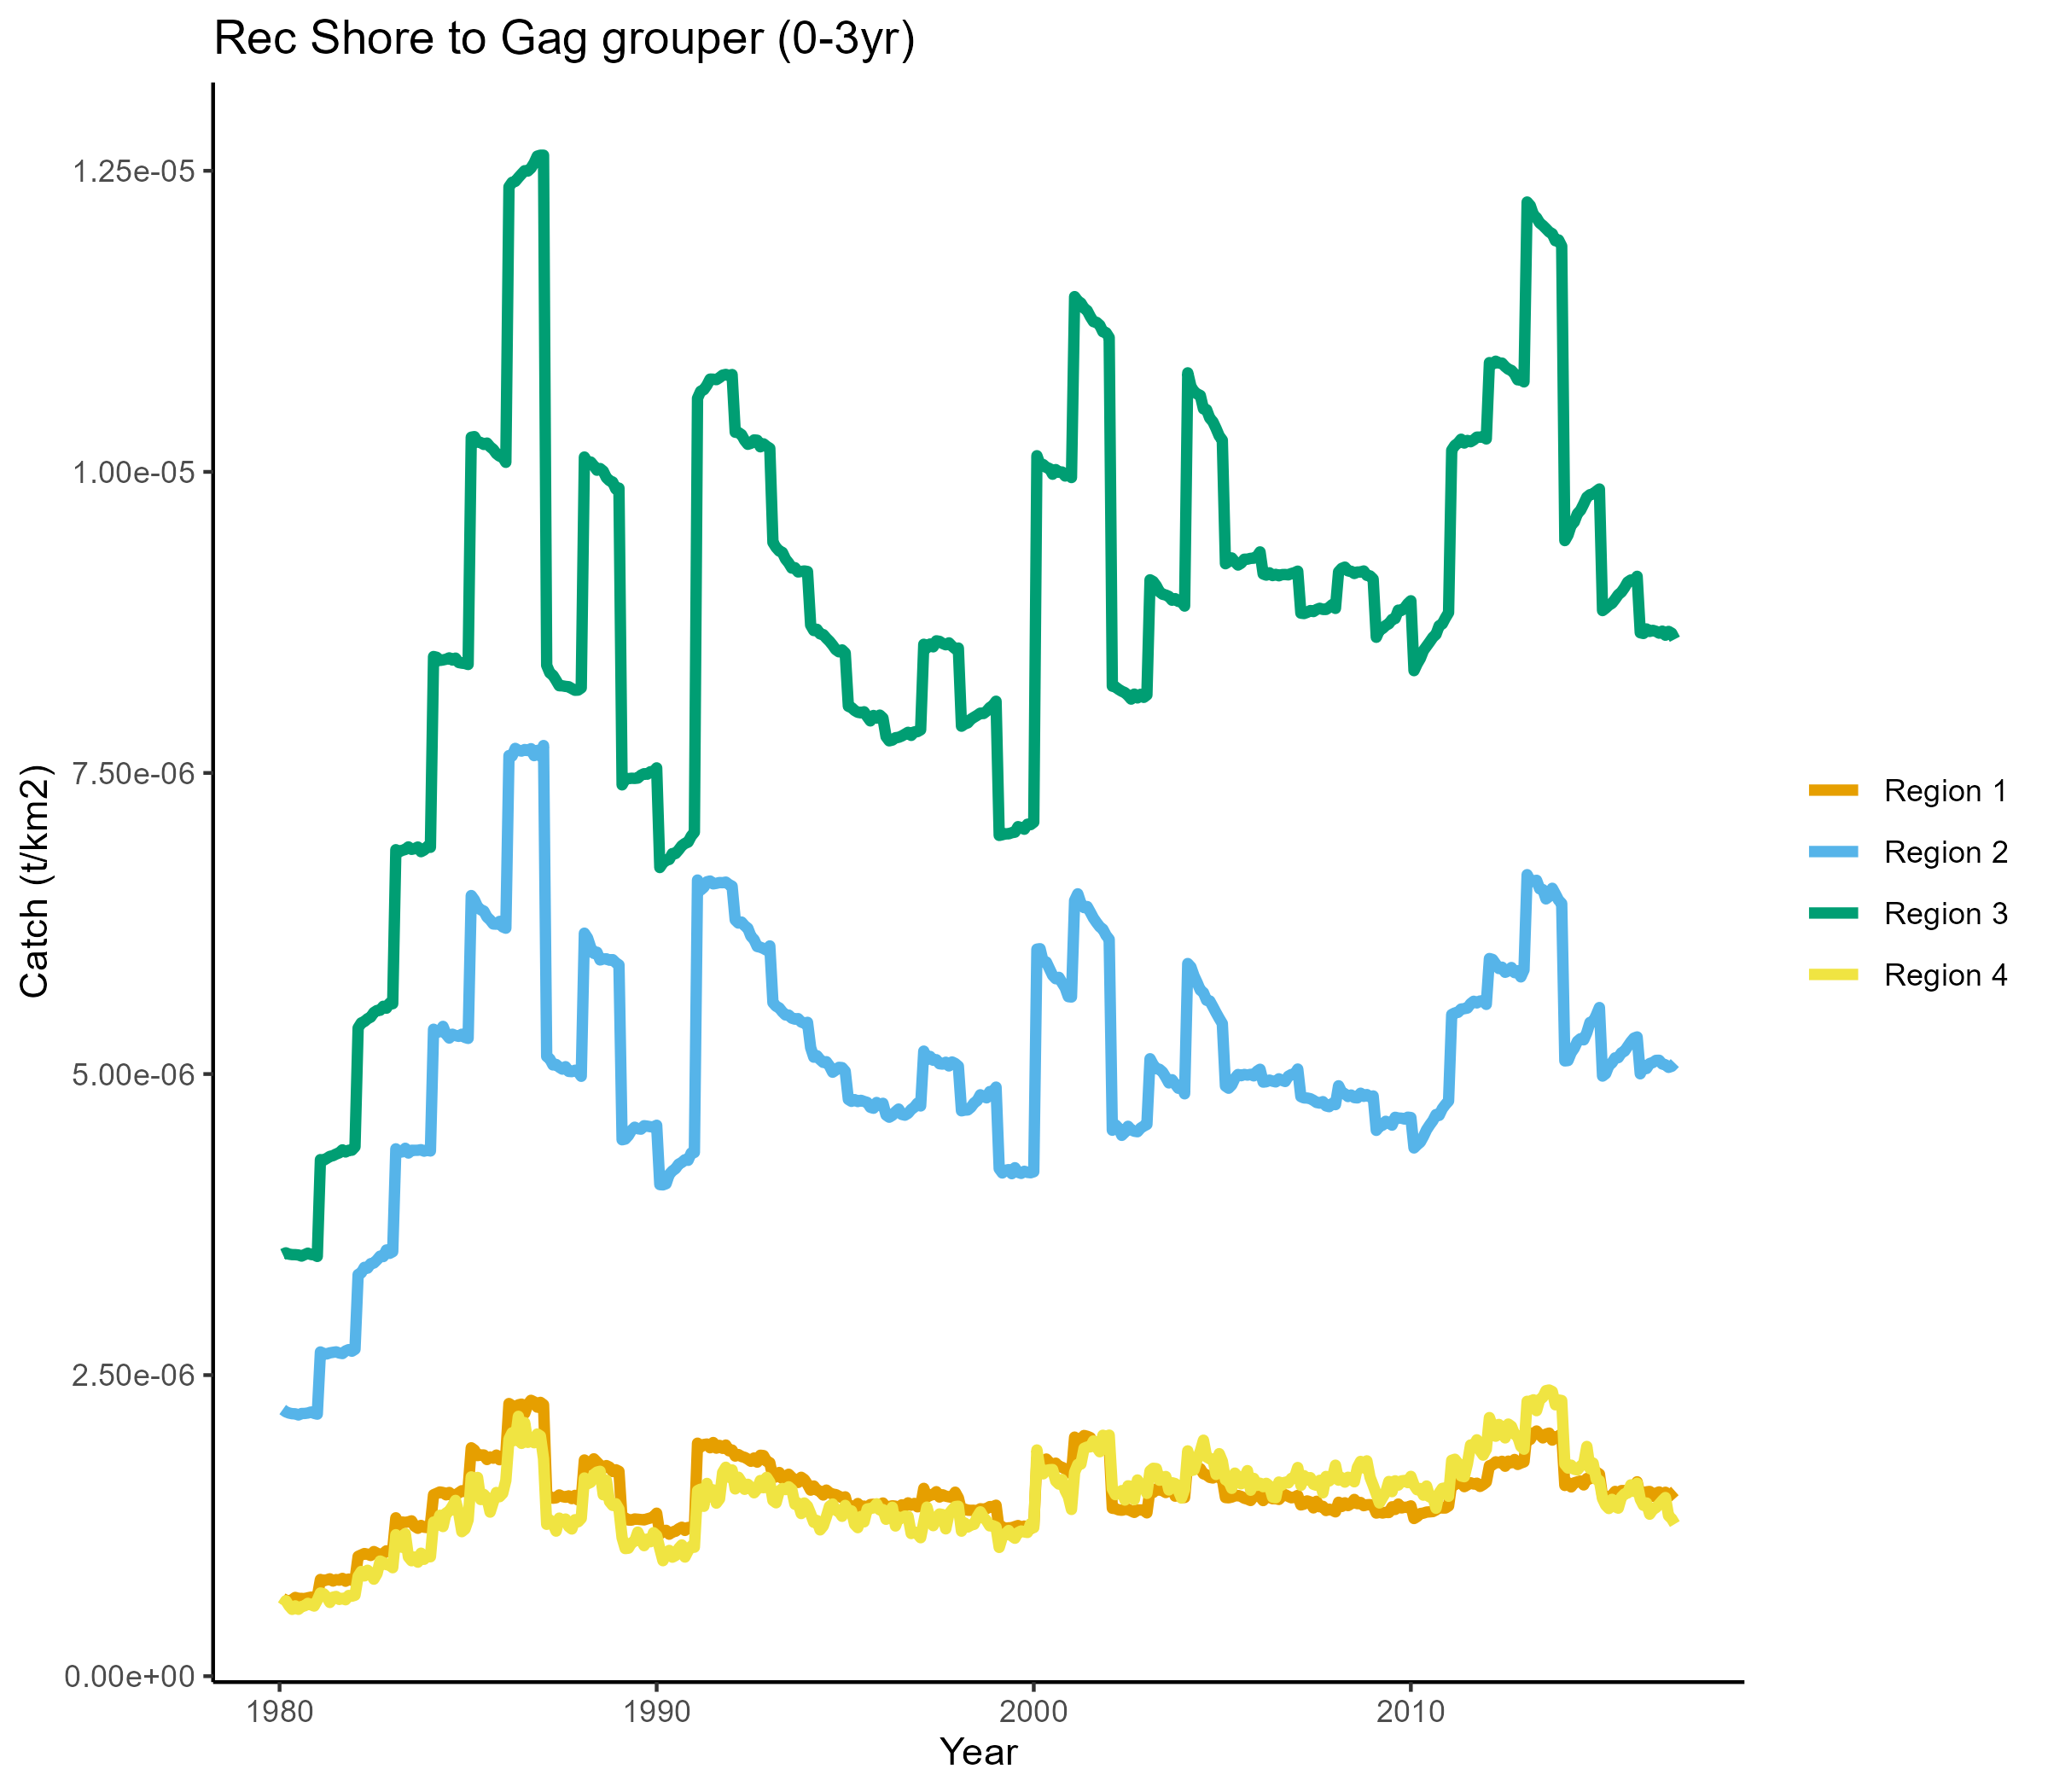 Rec Shore to Gag grouper (0-3yr)
1.25e-05
1.00e-05
7.50e-06
5.00e-06
2.50e-06
0.00e+00
Catch (t/km2)
1980
1990
2000
2010
Year
Region 1
Region 2
Region 3
Region 4